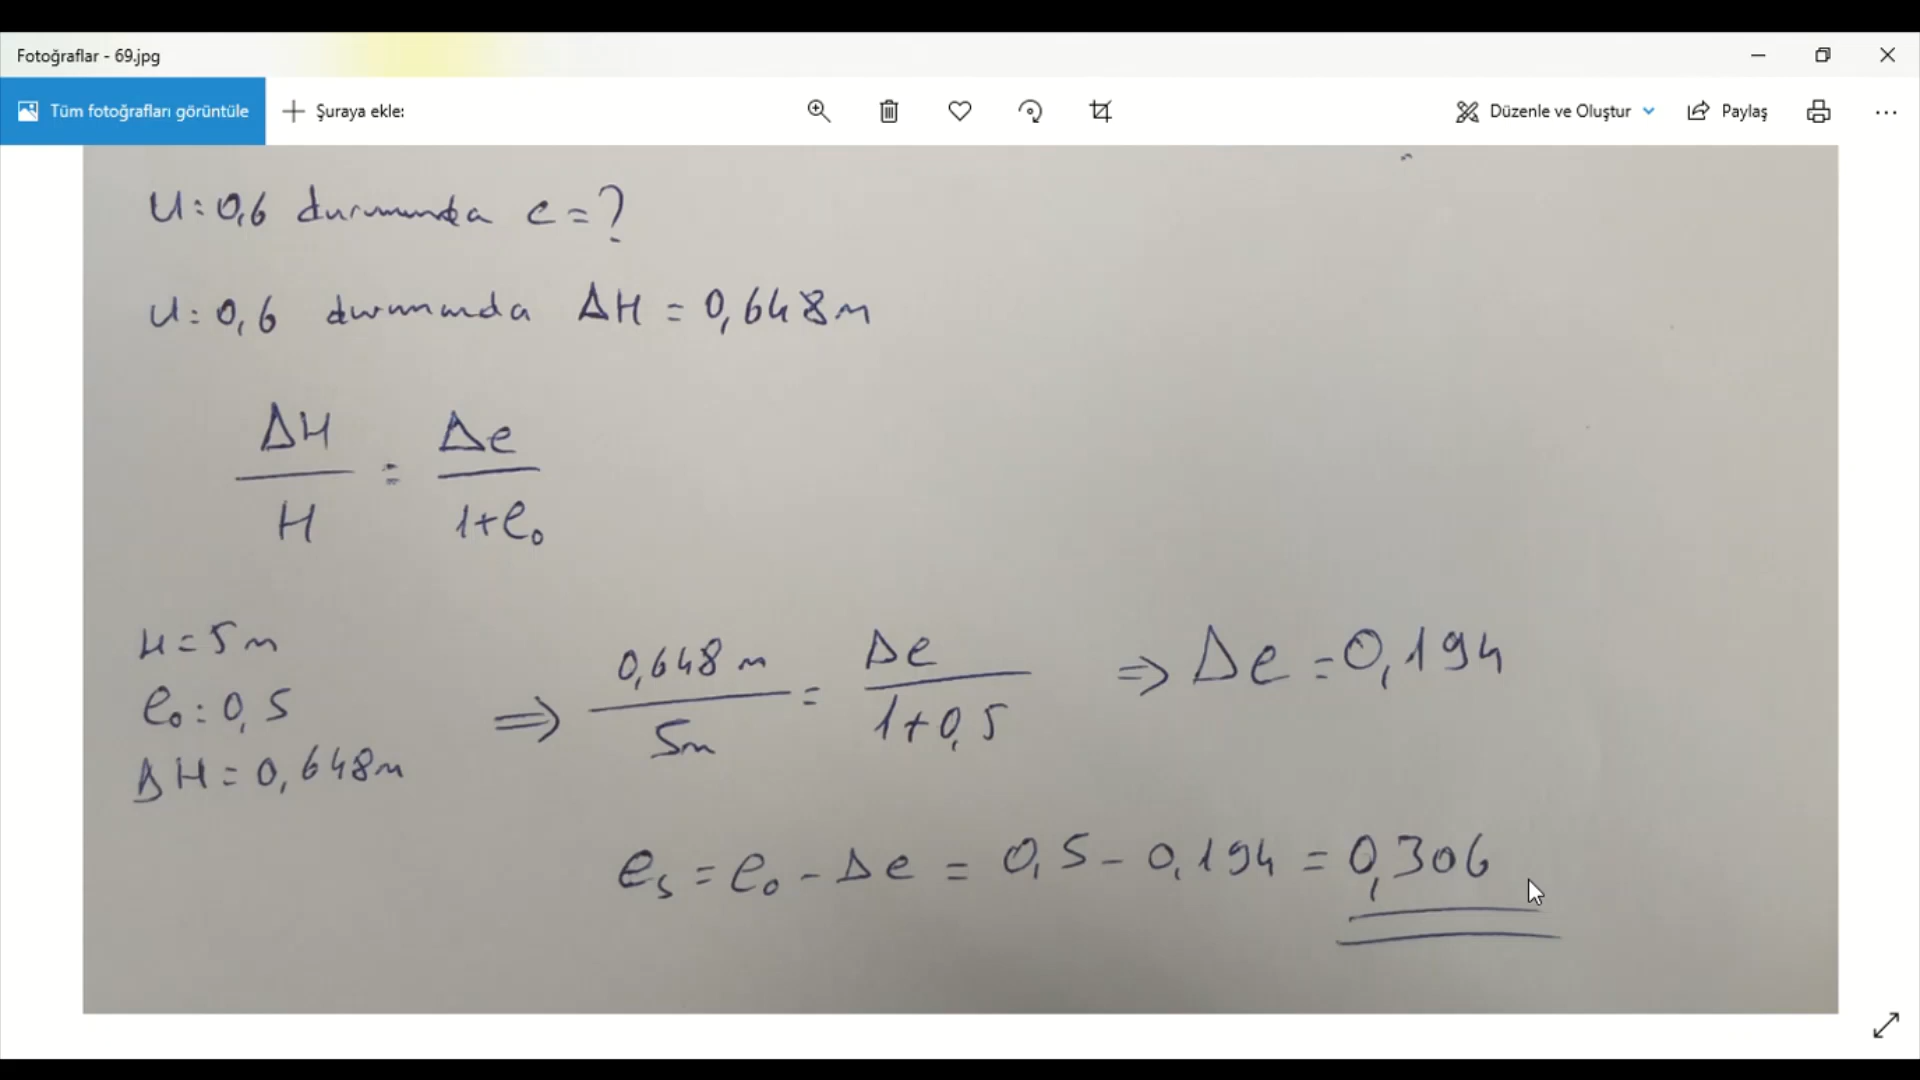 Fotoğraflar - 69.jpg
Tüm fotoğrafları görüntüle
Şuraya ekle:
Düzenle ve Oluştur
Paylaş
U = 0,6 durumunda e = ?
U = 0,6 durumunda ΔH = 0,648m
ΔH/H = Δe/1+e₀
H = 5m
e₀ = 0,5
ΔH = 0,648m
⇒ 0,648m/5m = Δe/1+0,5 ⇒ Δe = 0,194
e₅ = e₀ - Δe = 0,5 - 0,194 = 0,306